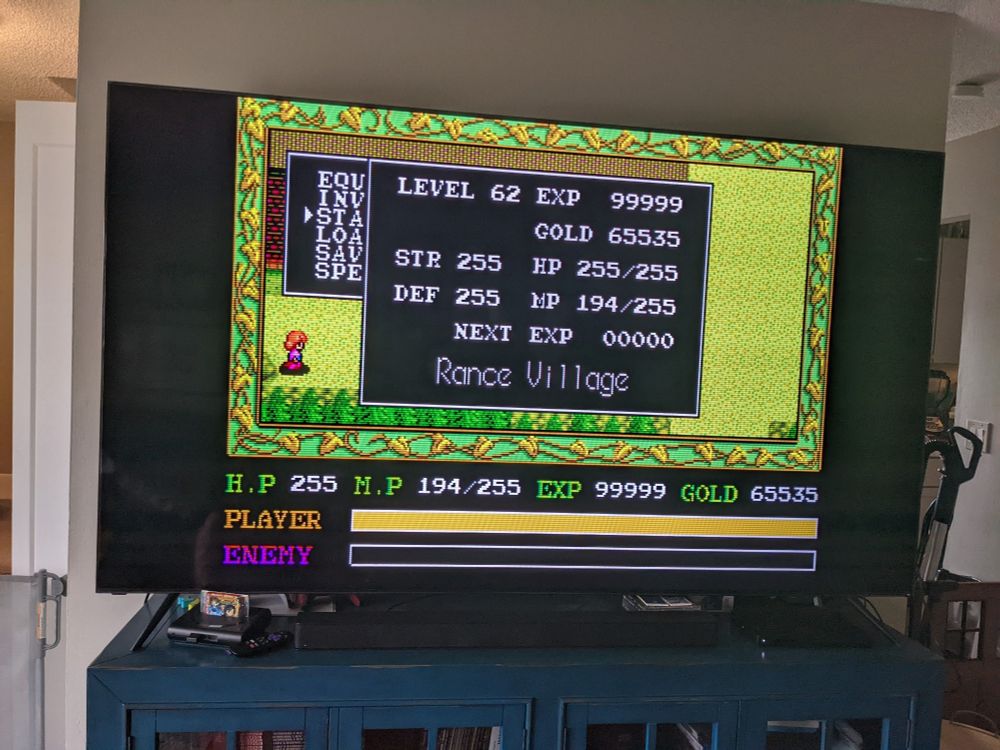 EQU
INV
STA
LOA
SAV
SPE
LEVEL 62 EXP 99999
GOLD 65535
STR 255 HP 255/255
DEF 255 MP 194/255
NEXT EXP 00000
Rance Village
H.P 255 M.P 194/255 EXP 99999 GOLD 65535
PLAYER
ENEMY